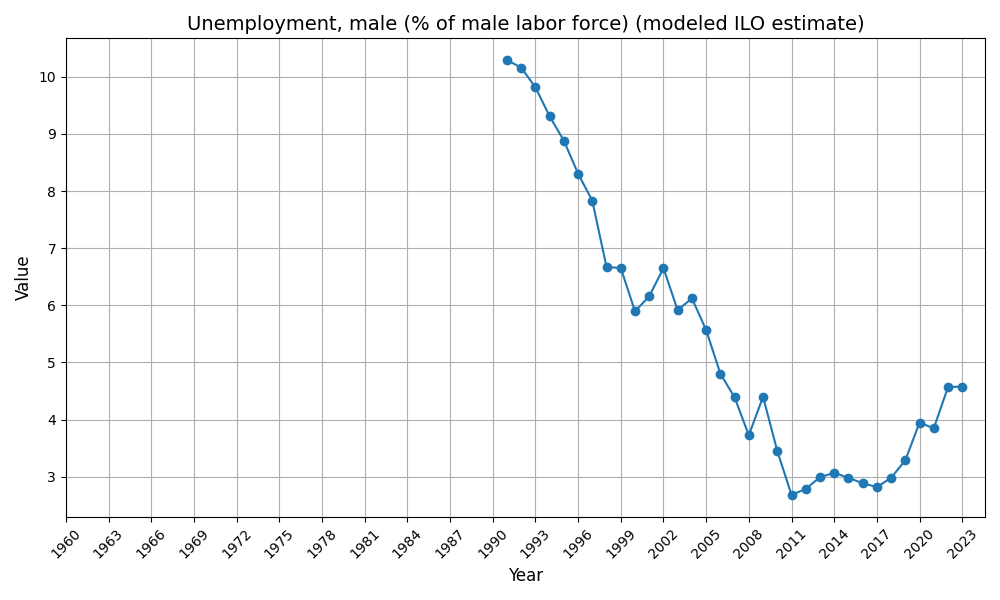 Unemployment, male (% of male labor force) (modeled ILO estimate)
Value
10
9
8
7
6
5
4
3
1960 1963 1966 1969 1972 1975 1978 1981 1984 1987 1990 1993 1996 1999 2002 2005 2008 2011 2014 2017 2020 2023
Year